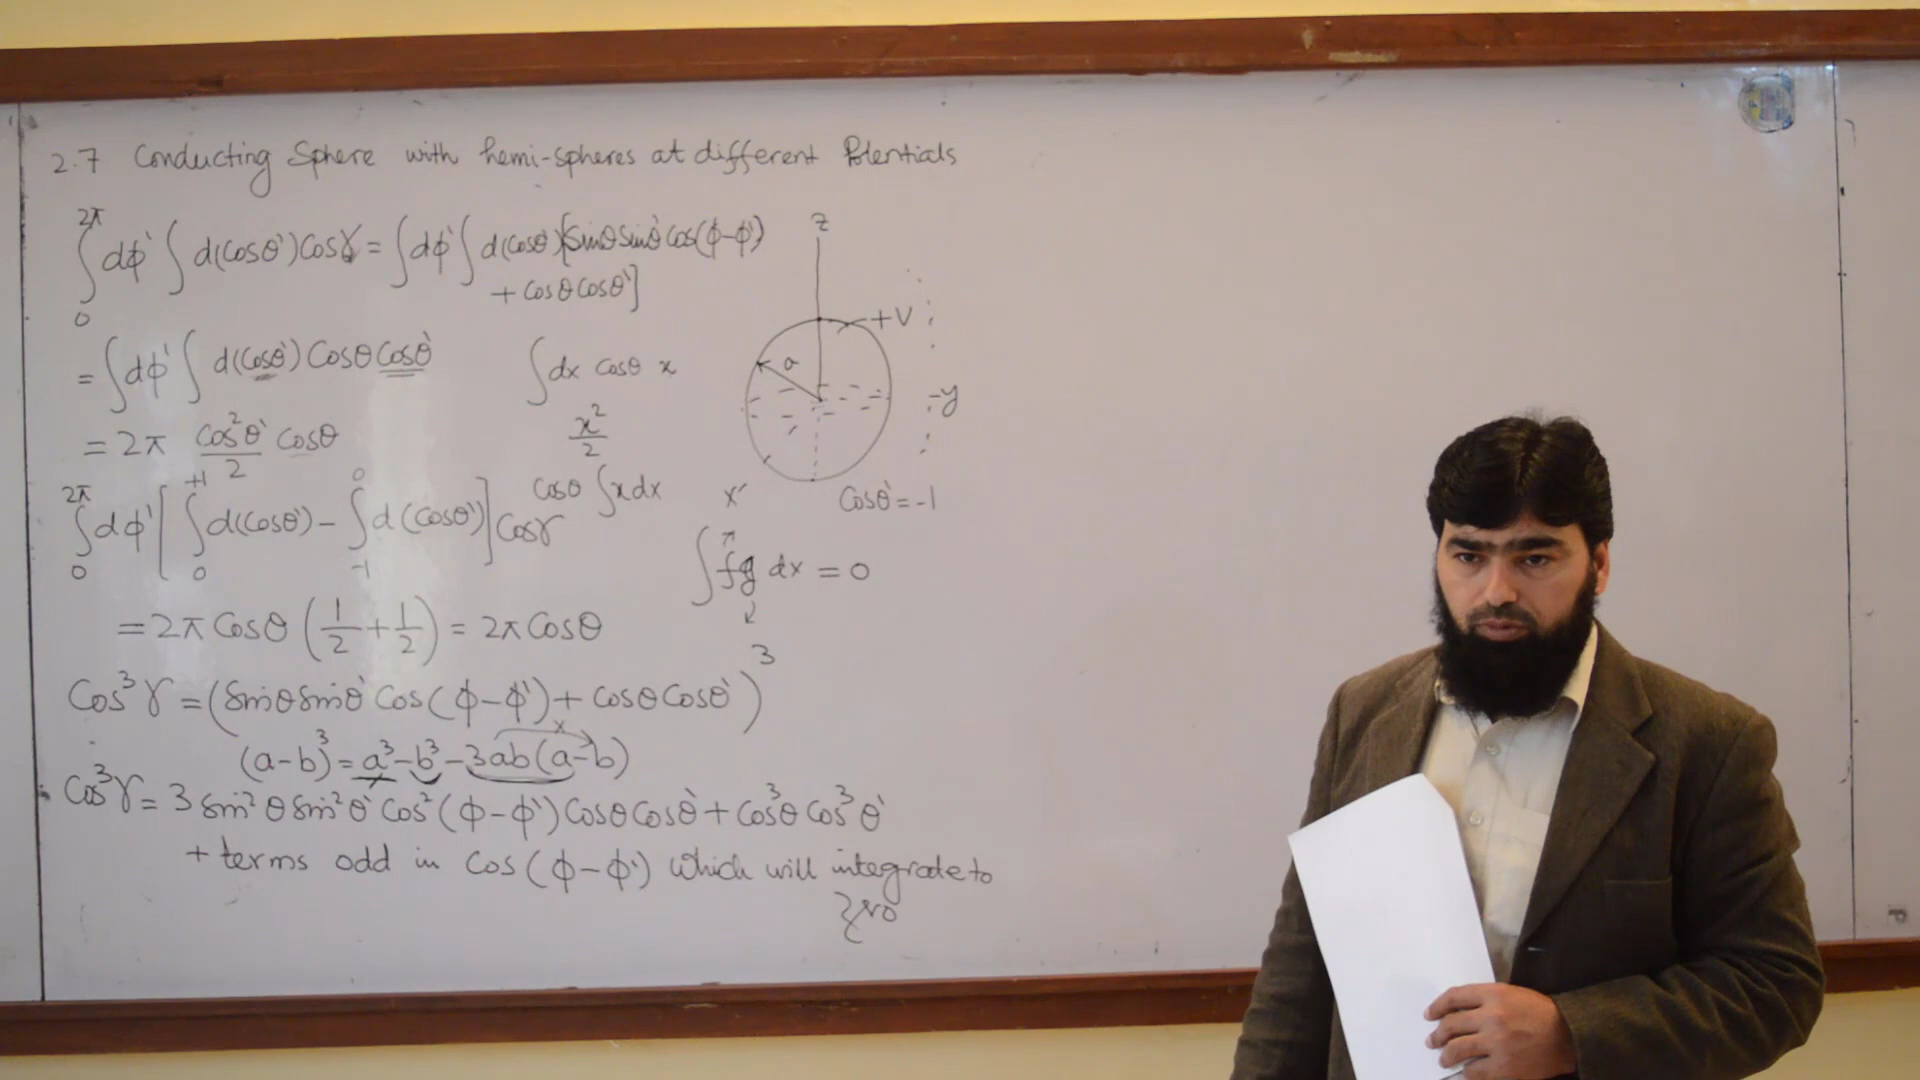 2.7 Conducting Sphere with hemi-spheres at different Potentials
∫₀^2π dφ' ∫ d(cosθ') Cosγ = ∫dφ' ∫ d(cosθ')[sinθ sinθ' Cos(φ-φ')
+ cosθ cosθ']
= ∫dφ' ∫ d(cosθ') Cosθ Cosθ'
∫dx cosθ x
= 2π cos²θ'/2 cosθ
x²/2
cosθ ∫x dx
∫₀^2π dφ' [ ∫₀^+1 d(cosθ') - ∫₋₁^0 d(cosθ') ] Cosγ
= 2π Cosθ (1/2 + 1/2) = 2π Cosθ
Cos³γ = (sinθ sinθ' Cos(φ-φ') + cosθ Cosθ')³
(a-b)³ = a³-b³-3ab(a-b)
Cos³γ = 3 sin²θ sin²θ' Cos²(φ-φ') Cosθ Cosθ' + Cos³θ Cos³θ'
+ terms odd in Cos(φ-φ') which will integrate to
zero
z
+V
a
-y
x
Cosθ' = -1
∫ fg dx = 0